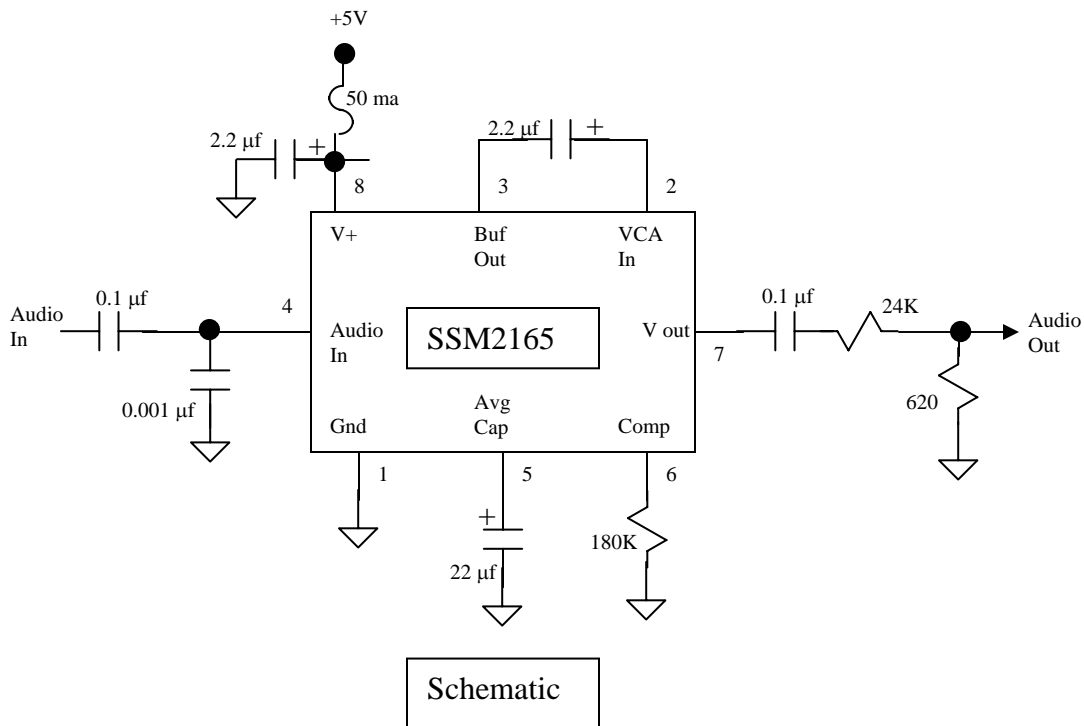 +5V
50 ma
2.2 μf
+
2.2 μf
+
8
3
2
V+
Buf
Out
VCA
In
0.1 μf
4
0.1 μf
24K
Audio
In
Audio
In
SSM2165
V out
Audio
Out
7
0.001 μf
620
Gnd
Avg
Cap
Comp
1
5
6
+
180K
22 μf
Schematic